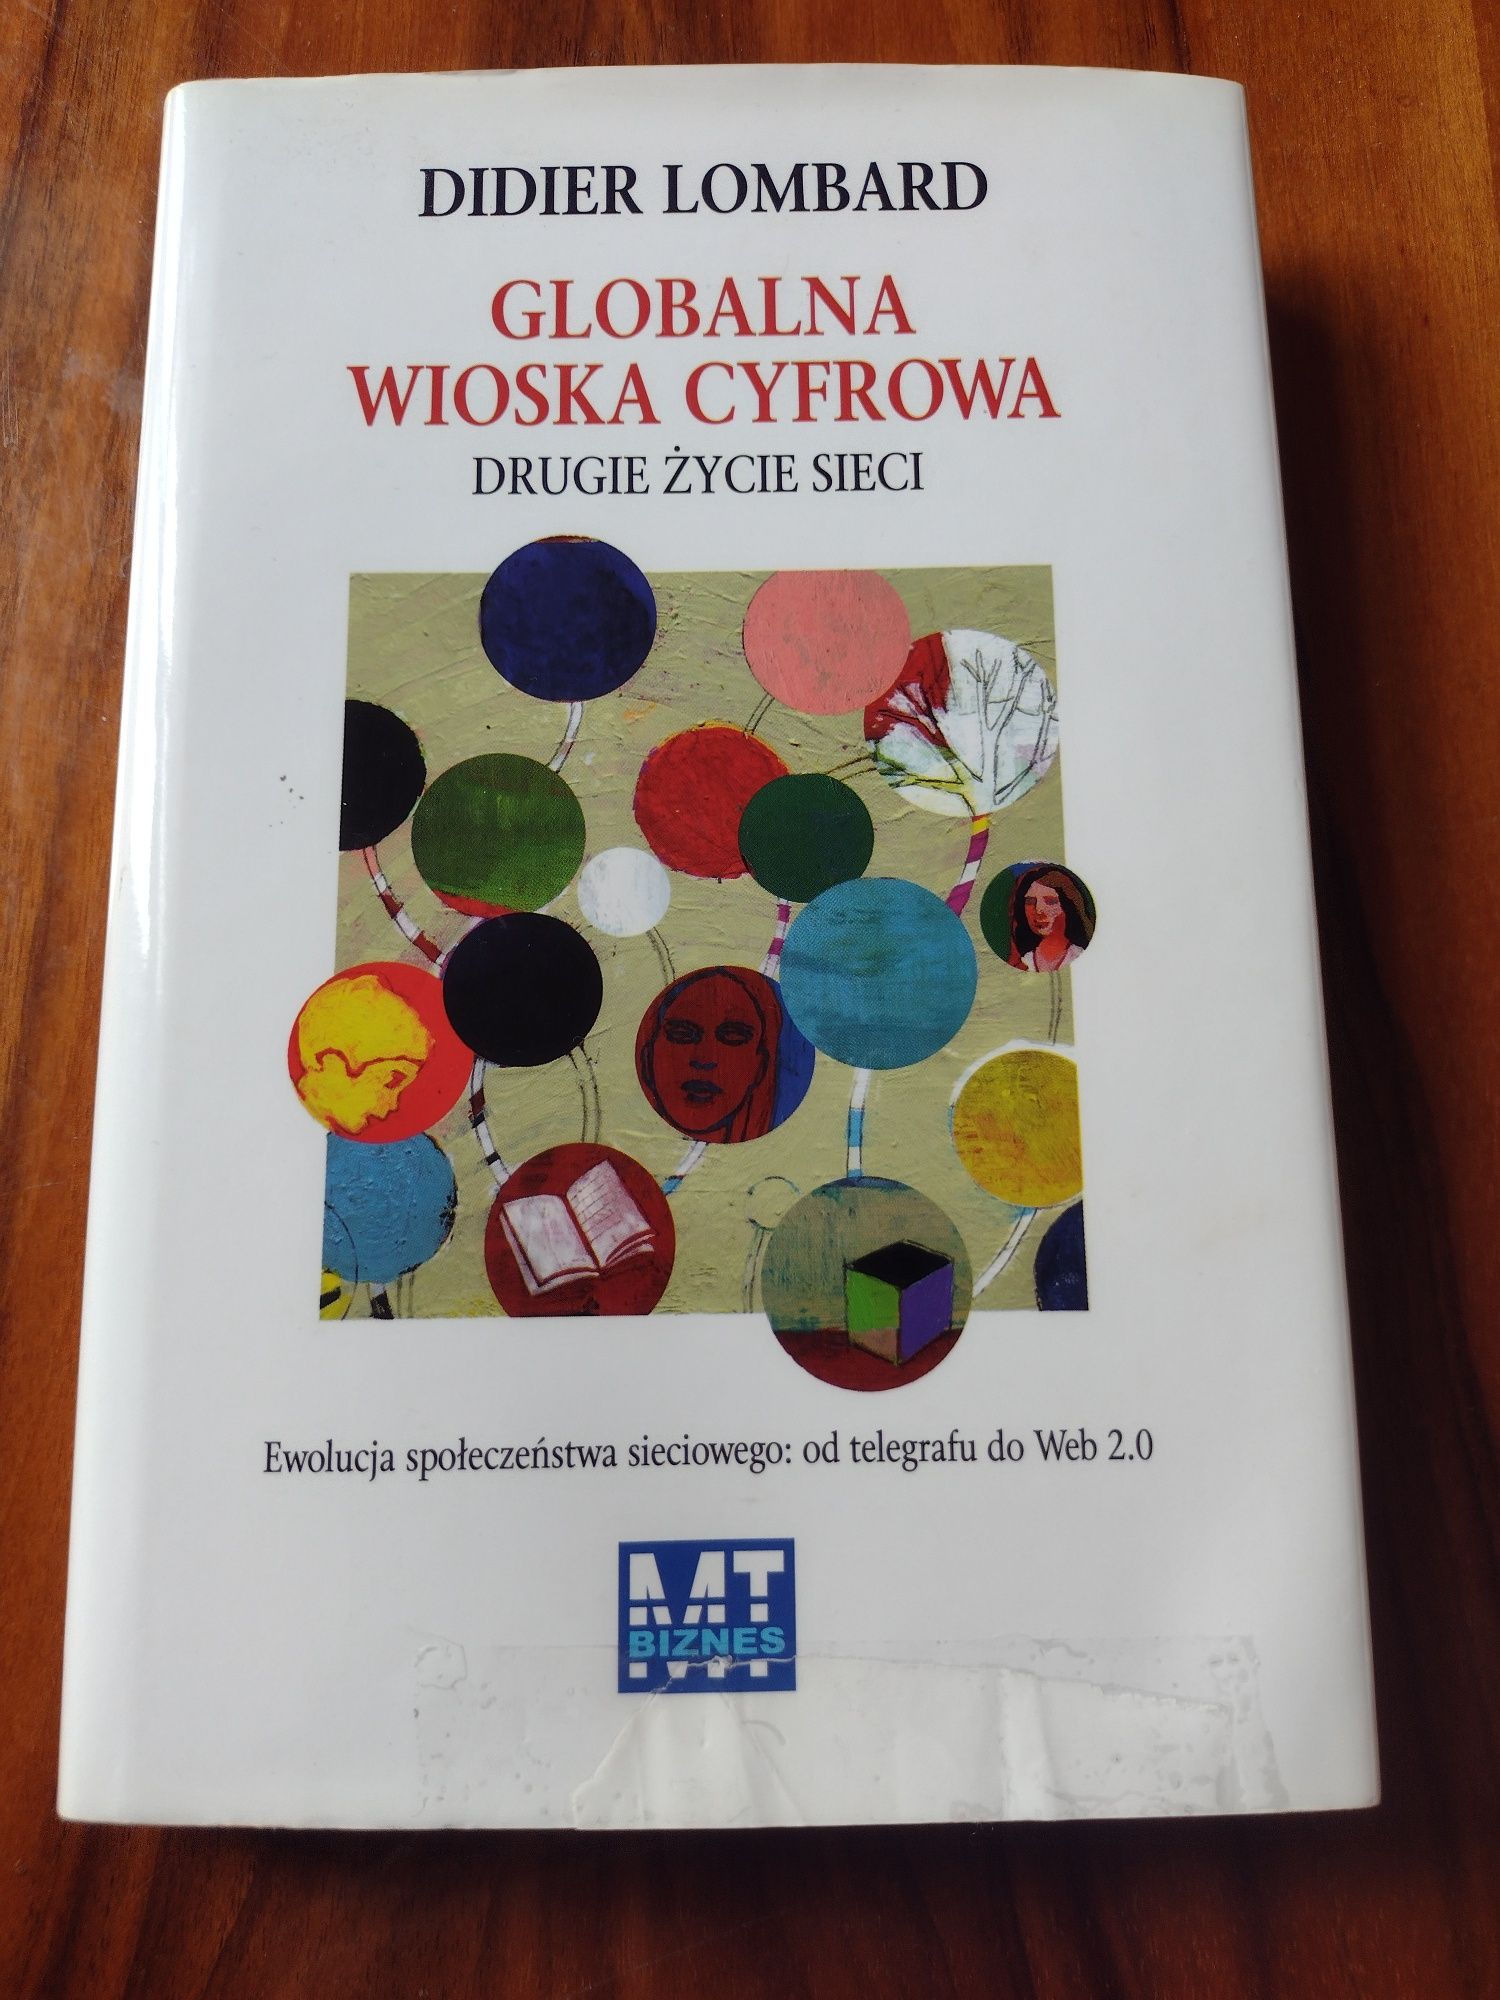 DIDIER LOMBARD
GLOBALNA
WIOSKA CYFROWA
DRUGIE ŻYCIE SIECI
Ewolucja społeczeństwa sieciowego: od telegrafu do Web 2.0
MT
BIZNES